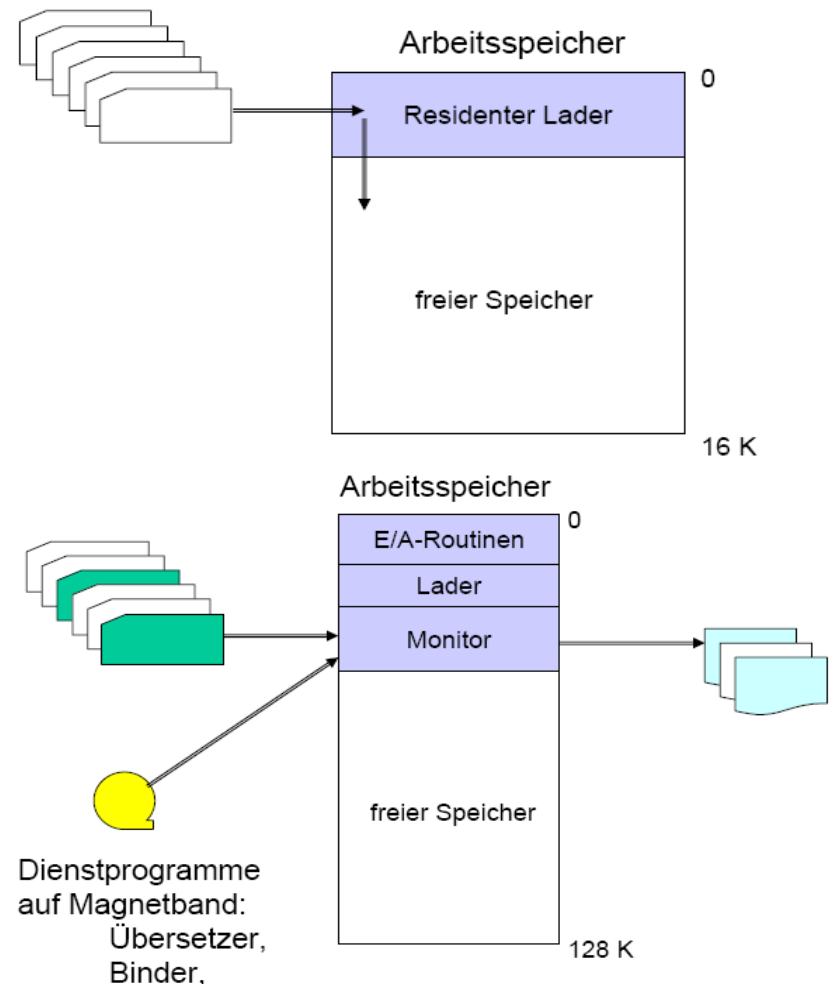 Arbeitsspeicher
0
Residenter Lader
freier Speicher
16 K
Arbeitsspeicher
0
E/A-Routinen
Lader
Monitor
freier Speicher
Dienstprogramme
auf Magnetband:
Übersetzer,
128 K
Binder,